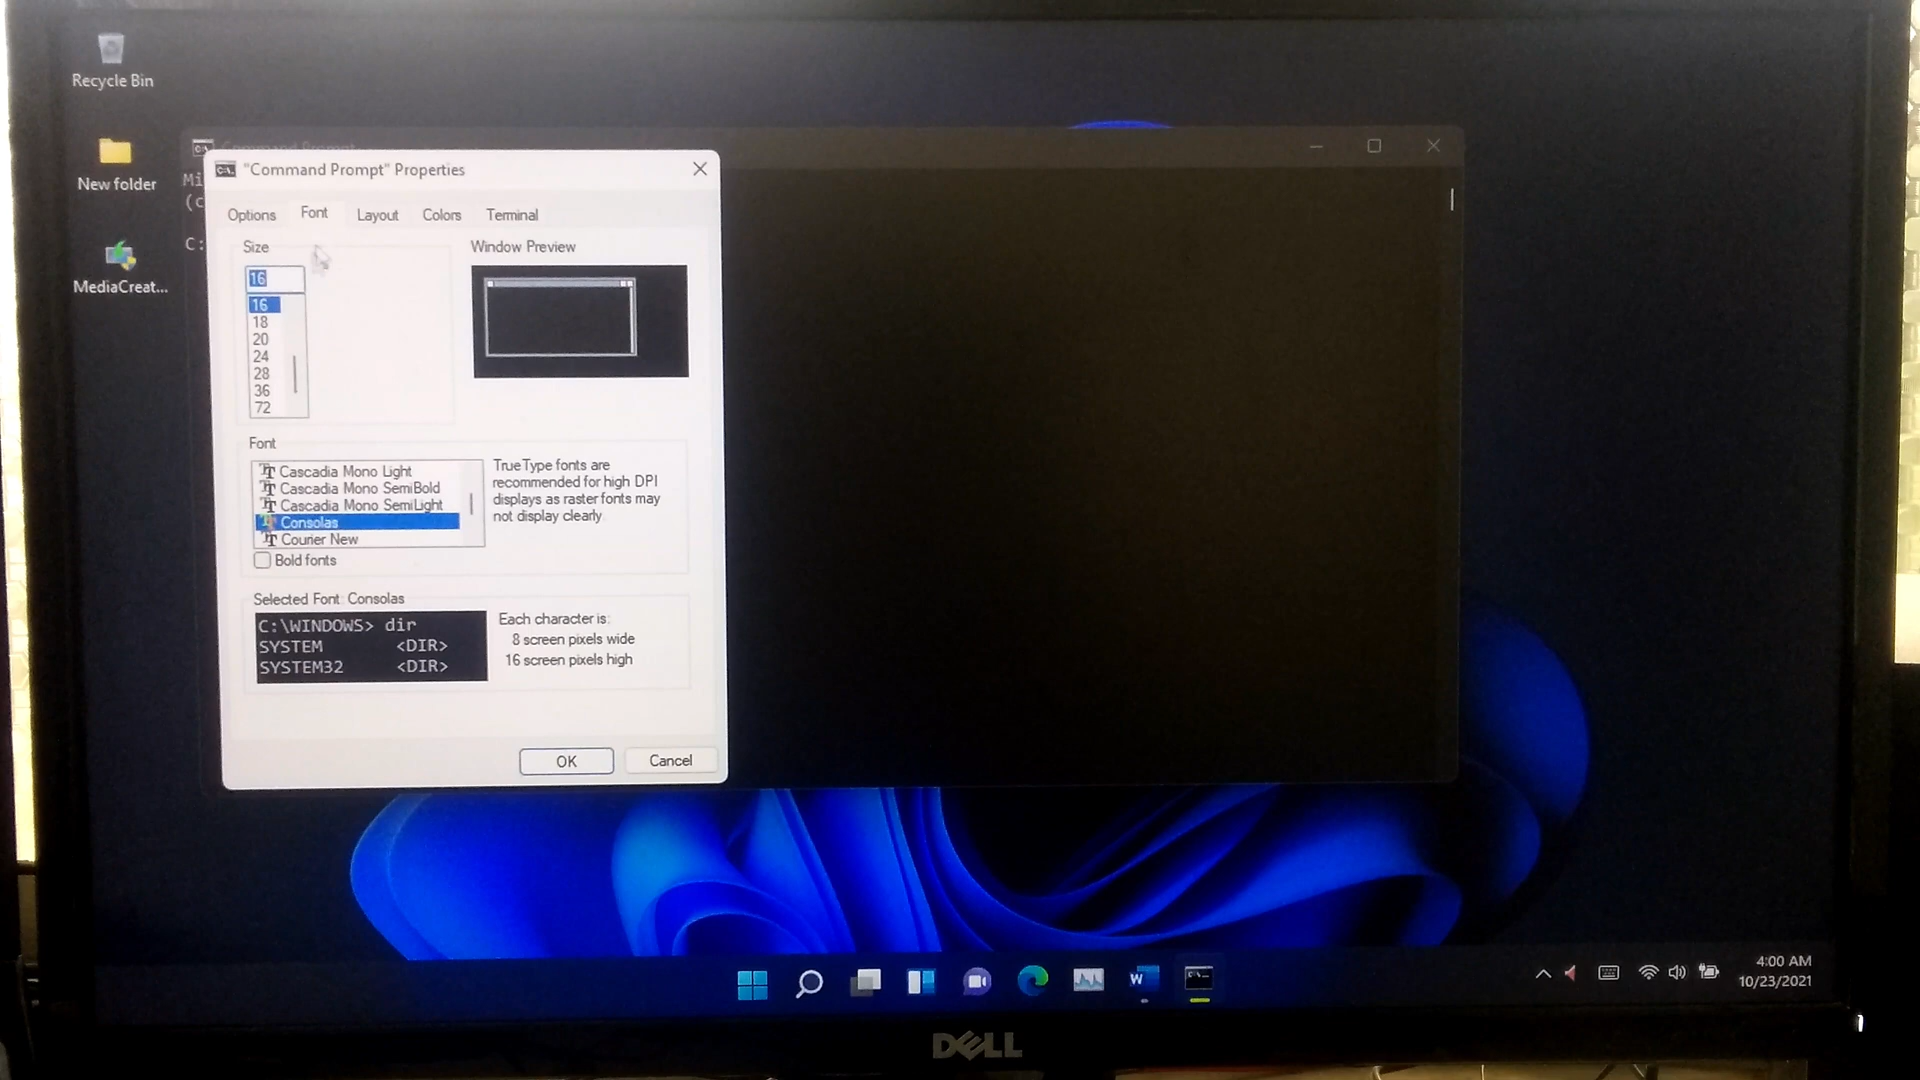 Recycle Bin
New folder
MediaCreat...
Command Prompt
Mi
(c
C:
"Command Prompt" Properties
Options
Font
Layout
Colors
Terminal
Size
16
16
18
20
24
28
36
72
Window Preview
Font
Cascadia Mono Light
Cascadia Mono SemiBold
Cascadia Mono SemiLight
Consolas
Courier New
TrueType fonts are
recommended for high DPI
displays as raster fonts may
not display clearly
Bold fonts
Selected Font: Consolas
C:\WINDOWS> dir
SYSTEM <DIR>
SYSTEM32 <DIR>
Each character is:
8 screen pixels wide
16 screen pixels high
OK
Cancel
W
4:00 AM
10/23/2021
DELL